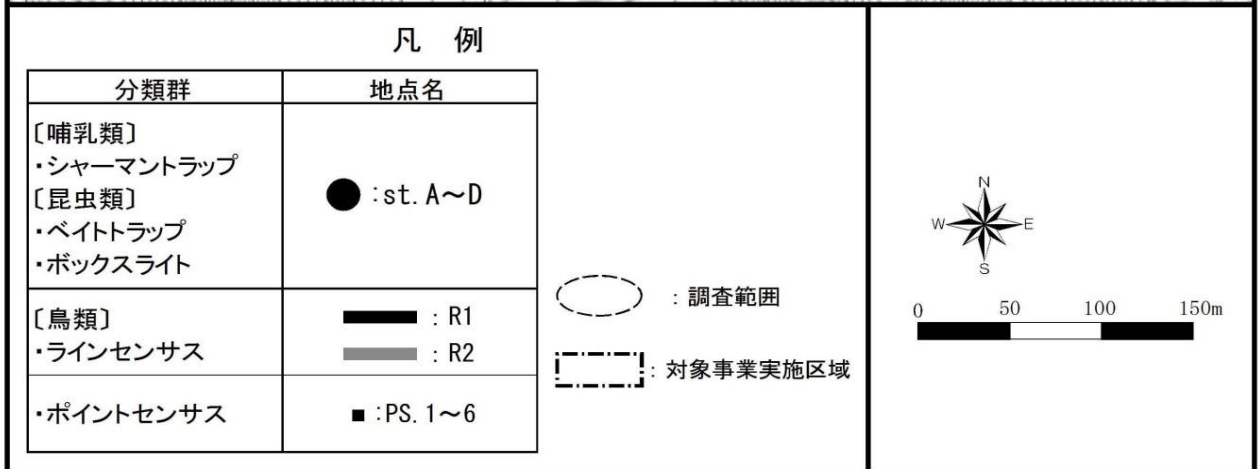 凡 例
分類群 地点名
〔哺乳類〕
・シャーマントラップ
〔昆虫類〕
・ベイトトラップ
・ボックスライト
:st. A～D
〔鳥類〕
・ラインセンサス
: R1
: R2
・ポイントセンサス
:PS. 1～6
: 調査範囲
: 対象事業実施区域
N
W E
S
0 50 100 150m